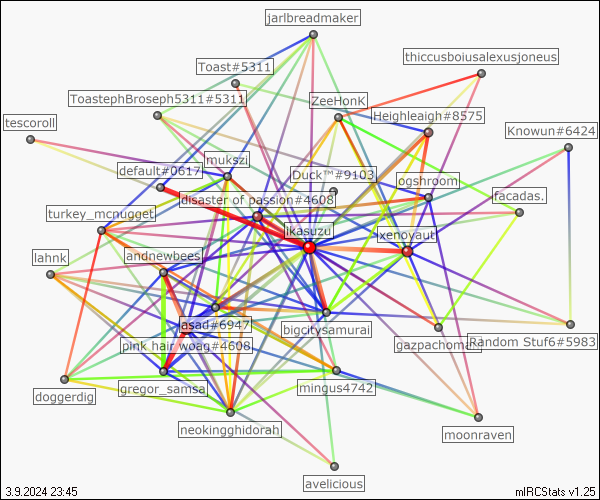 jarlbreadmaker
Toast#5311
thiccusboiusalexusjoneus
ToastephBroseph5311#5311
ZeeHonK
Heighleaigh#8575
tescoroll
Knowun#6424
mukszi
default#0617
Duck™#9103
ogshroom
disaster of passion#4608
facadas.
turkey_mcnugget
likasuzu
xenoyaut
lahnk
andnewbees
asad#6947
bigcitysamurai
pink hair woag#4608
gazpachoma
Random Stuf6#5983
doggerdig
gregor_samsa
mingus4742
neokingghidorah
moonraven
avelicious
3.9.2024 23:45
mIRCStats v1.25